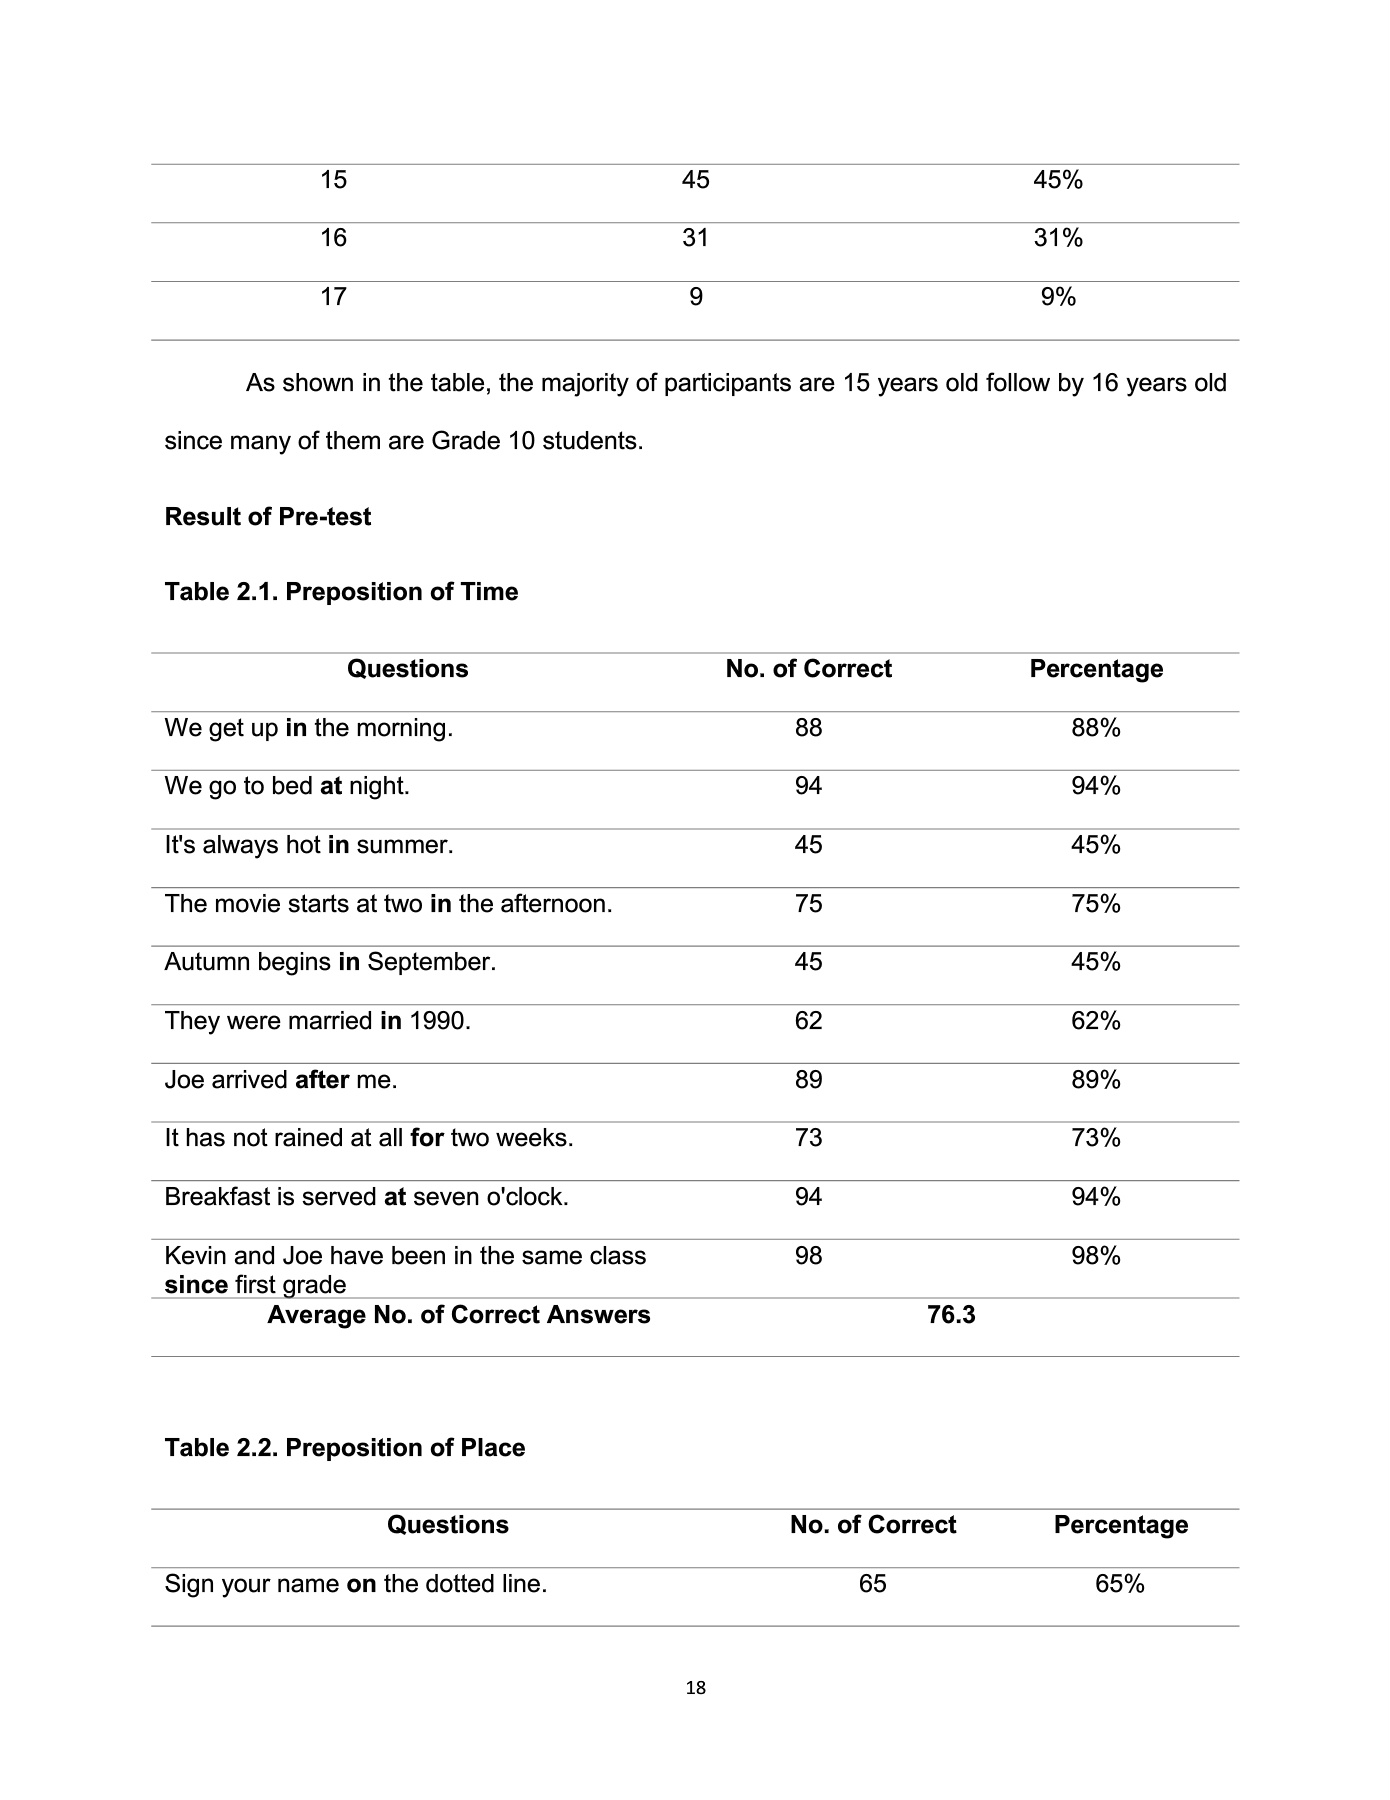 15 45 45%
16 31 31%
17 9 9%
As shown in the table, the majority of participants are 15 years old follow by 16 years old
since many of them are Grade 10 students.
Result of Pre-test
Table 2.1. Preposition of Time
Questions No. of Correct Percentage
We get up in the morning. 88 88%
We go to bed at night. 94 94%
It's always hot in summer. 45 45%
The movie starts at two in the afternoon. 75 75%
Autumn begins in September. 45 45%
They were married in 1990. 62 62%
Joe arrived after me. 89 89%
It has not rained at all for two weeks. 73 73%
Breakfast is served at seven o'clock. 94 94%
Kevin and Joe have been in the same class 98 98%
since first grade
Average No. of Correct Answers 76.3
Table 2.2. Preposition of Place
Questions No. of Correct Percentage
Sign your name on the dotted line. 65 65%
18